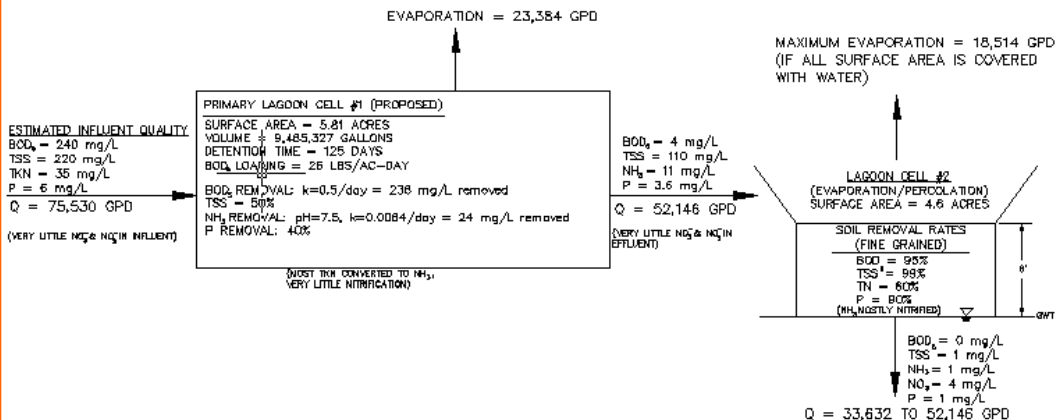 EVAPORATION = 23,384 GPD
MAXIMUM EVAPORATION = 18,514 GPD
(IF ALL SURFACE AREA IS COVERED
WITH WATER)
ESTIMATED INFLUENT QUALITY
BOD₅ = 240 mg/L
TSS = 220 mg/L
TKN = 35 mg/L
P = 6 mg/L
Q = 75,530 GPD
(VERY LITTLE NO₂⁻ & NO₃⁻ IN INFLUENT)
PRIMARY LAGOON CELL #1 (PROPOSED)
SURFACE AREA = 5.81 ACRES
VOLUME = 9,465,327 GALLONS
DETENTION TIME = 125 DAYS
BOD₅ LOADING = 26 LBS/AC-DAY
BOD₅ REMOVAL: k=0.5/day = 236 mg/L removed
TSS = 50%
NH₃ REMOVAL: pH=7.5, k=0.0064/day = 24 mg/L removed
P REMOVAL: 40%
(MOST TKN CONVERTED TO NH₃,
VERY LITTLE NITRIFICATION)
BOD₅ = 4 mg/L
TSS = 110 mg/L
NH₃ = 11 mg/L
P = 3.6 mg/L
Q = 52,146 GPD
(VERY LITTLE NO₂⁻ & NO₃⁻ IN
EFFLUENT)
LAGOON CELL #2
(EVAPORATION/PERCOLATION)
SURFACE AREA = 4.6 ACRES
SOIL REMOVAL RATES
(FINE GRAINED)
BOD = 95%
TSS = 99%
TN = 60%
P = 80%
(NH₃ MOSTLY NITRIFIED)
GWT
BOD₅ = 0 mg/L
TSS = 1 mg/L
NH₃ = 1 mg/L
NO₃ = 4 mg/L
P = 1 mg/L
Q = 33,632 TO 52,146 GPD